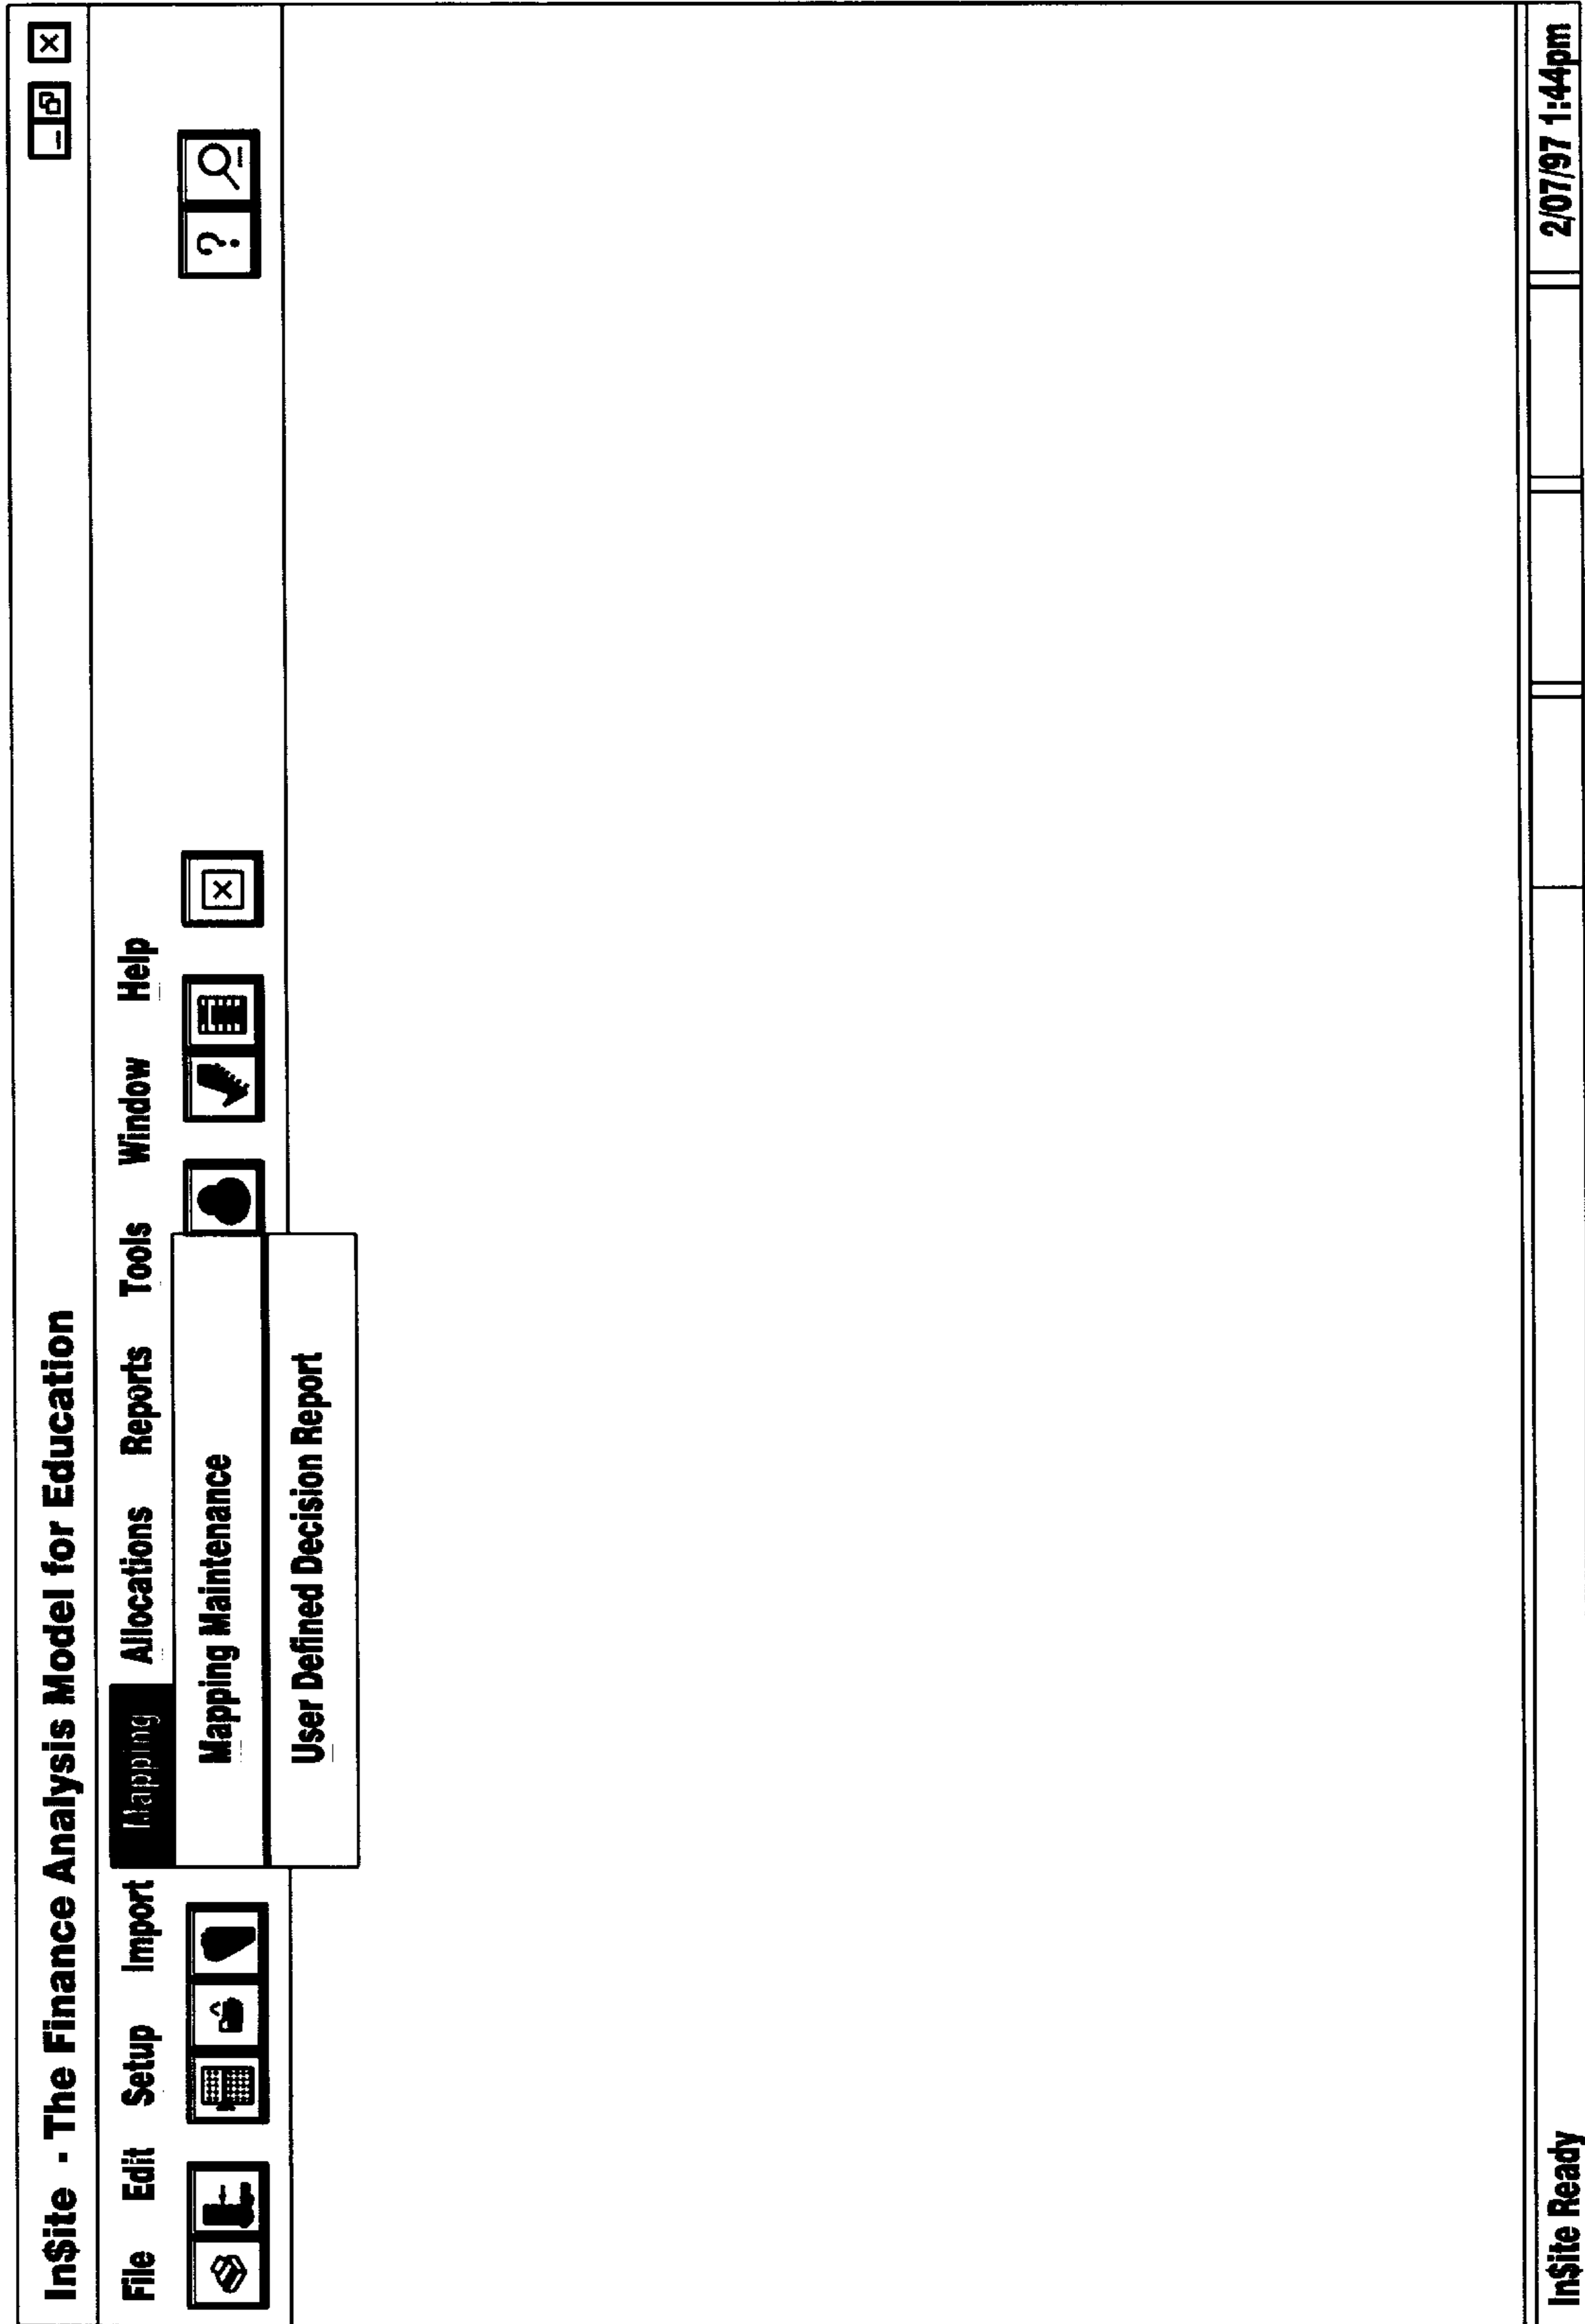 In$ite - The Finance Analysis Model for Education
File Edit Setup Import Mapping Allocations Reports Tools Window Help
?
Mapping Maintenance
User Defined Decision Report
In$ite Ready 2/07/97 1:44pm